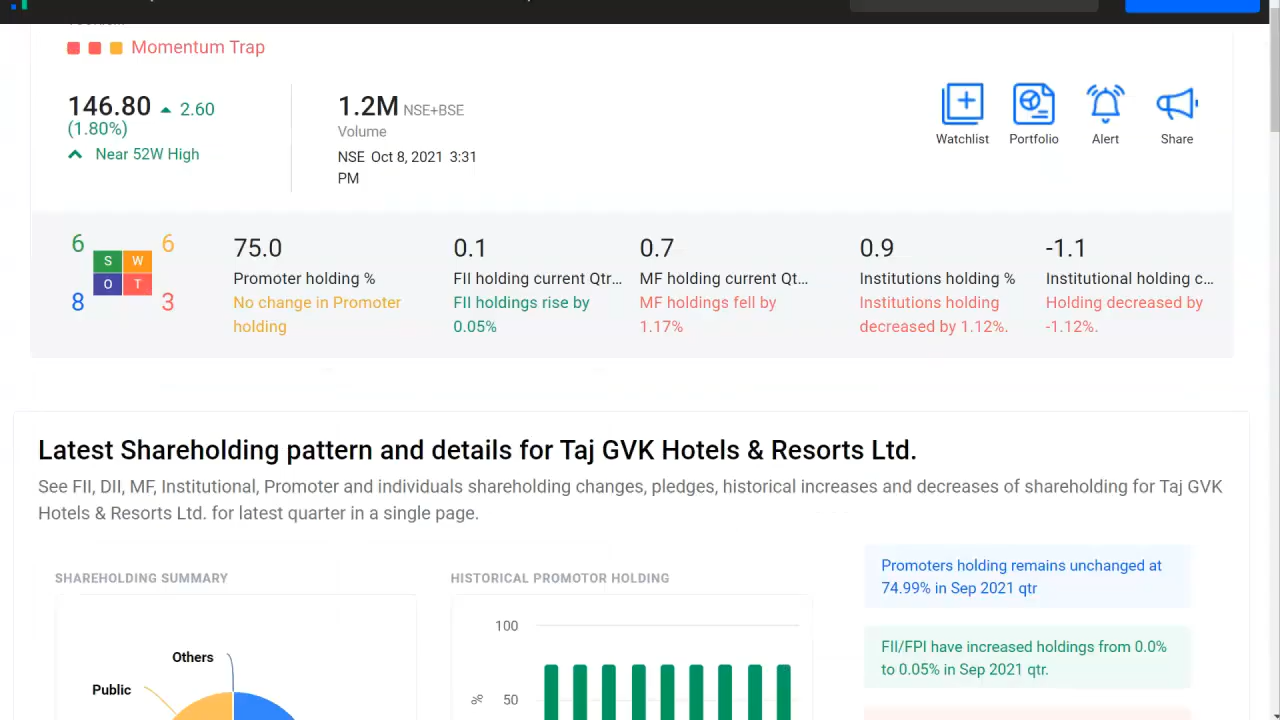 Momentum Trap
146.80 2.60
(1.80%)
Near 52W High
1.2M NSE+BSE
Volume
NSE Oct 8, 2021 3:31
PM
Watchlist
Portfolio
Alert
Share
6
6
S
W
O
T
8
3
75.0
Promoter holding %
No change in Promoter
holding
0.1
FII holding current Qtr...
FII holdings rise by
0.05%
0.7
MF holding current Qt...
MF holdings fell by
1.17%
0.9
Institutions holding %
Institutions holding
decreased by 1.12%.
-1.1
Institutional holding c...
Holding decreased by
-1.12%.
Latest Shareholding pattern and details for Taj GVK Hotels & Resorts Ltd.
See FII, DII, MF, Institutional, Promoter and individuals shareholding changes, pledges, historical increases and decreases of shareholding for Taj GVK
Hotels & Resorts Ltd. for latest quarter in a single page.
SHAREHOLDING SUMMARY
Others
Public
HISTORICAL PROMOTOR HOLDING
100
50
%
Promoters holding remains unchanged at
74.99% in Sep 2021 qtr
FII/FPI have increased holdings from 0.0%
to 0.05% in Sep 2021 qtr.